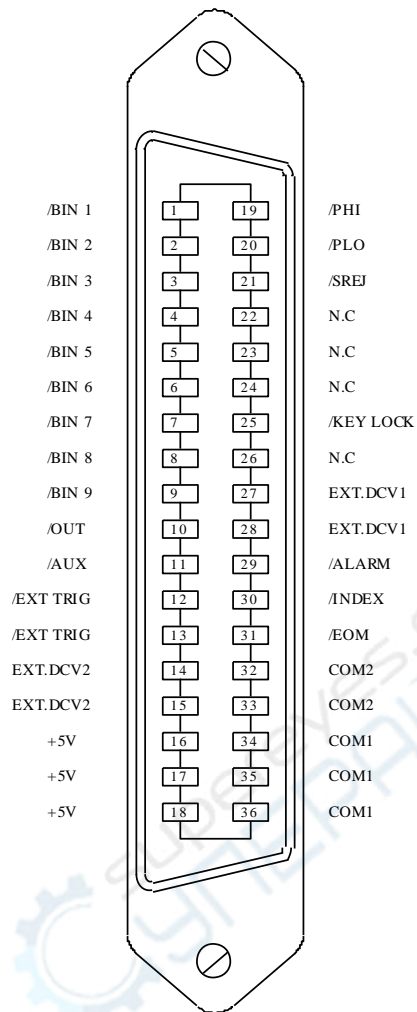 /BIN 1 1 19 /PHI
/BIN 2 2 20 /PLO
/BIN 3 3 21 /SREJ
/BIN 4 4 22 N.C
/BIN 5 5 23 N.C
/BIN 6 6 24 N.C
/BIN 7 7 25 /KEY LOCK
/BIN 8 8 26 N.C
/BIN 9 9 27 EXT.DCV1
/OUT 10 28 EXT.DCV1
/AUX 11 29 /ALARM
/EXT TRIG 12 30 /INDEX
/EXT TRIG 13 31 /EOM
EXT.DCV2 14 32 COM2
EXT.DCV2 15 33 COM2
+5V 16 34 COM1
+5V 17 35 COM1
+5V 18 36 COM1